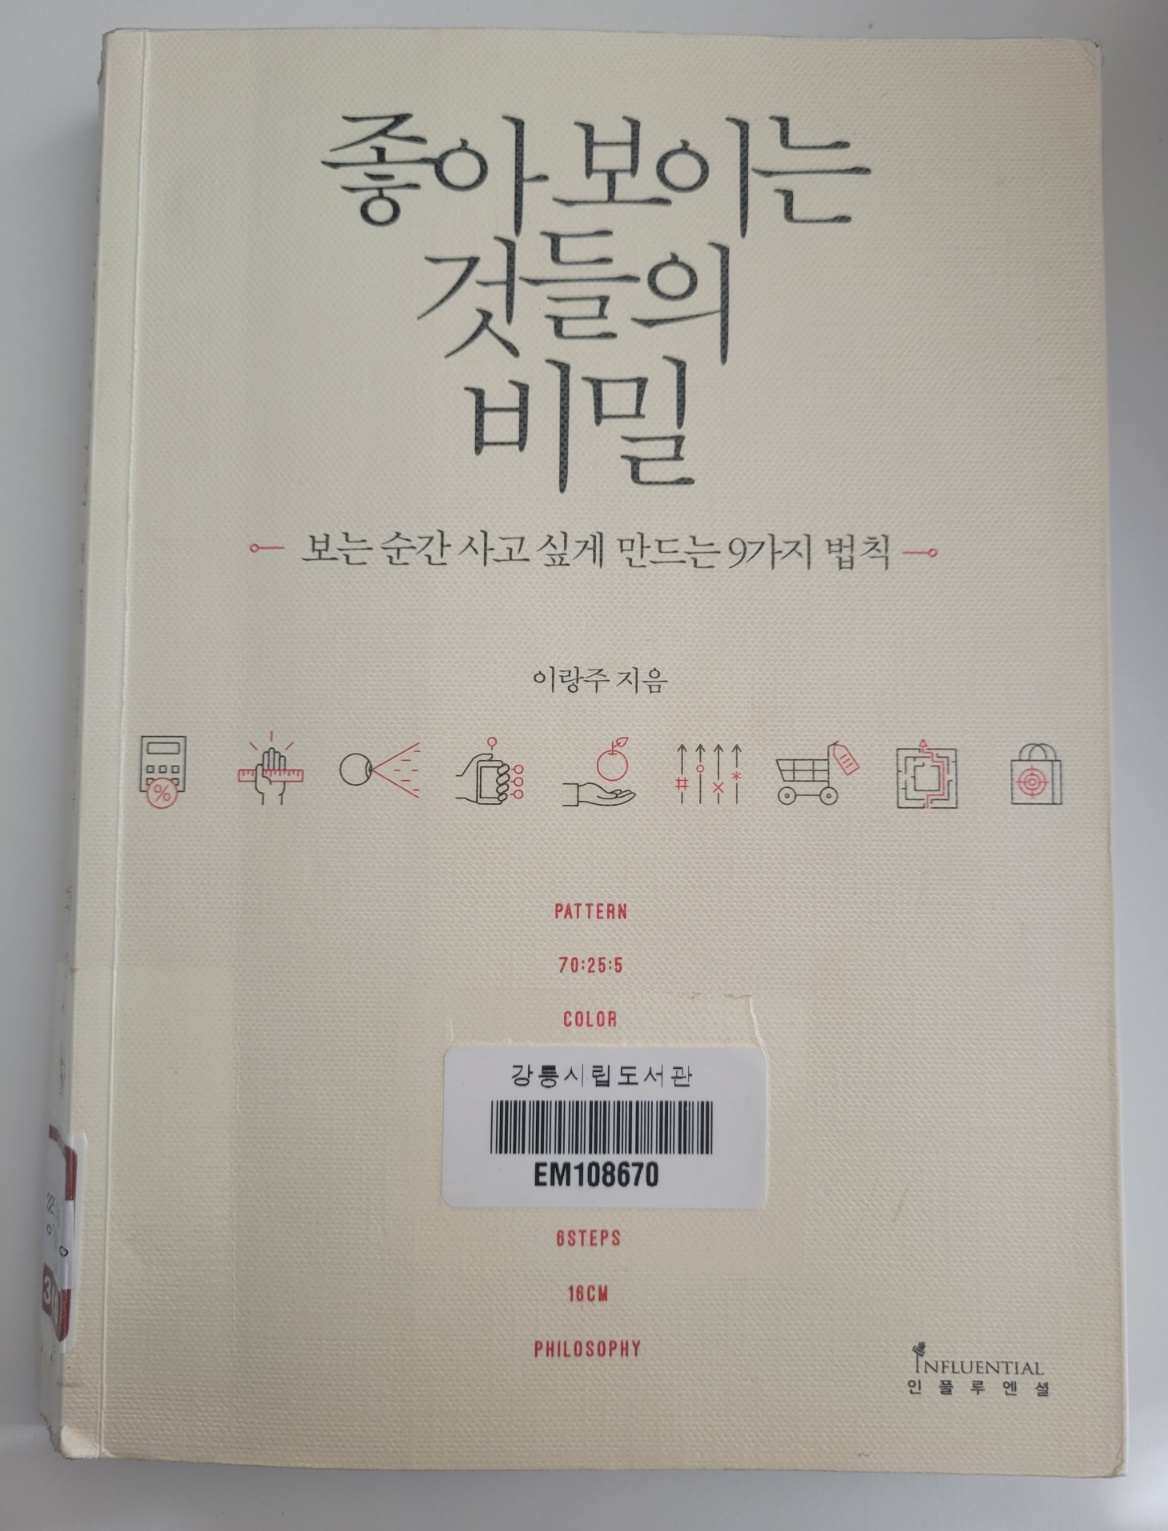 좋아 보이는
것들의
비밀
보는 순간 사고 싶게 만드는 9가지 법칙
이랑주 지음
%
PATTERN
70:25:5
COLOR
강릉시립도서관
EM108670
6STEPS
16CM
PHILOSOPHY
INFLUENTIAL
인플루엔셜